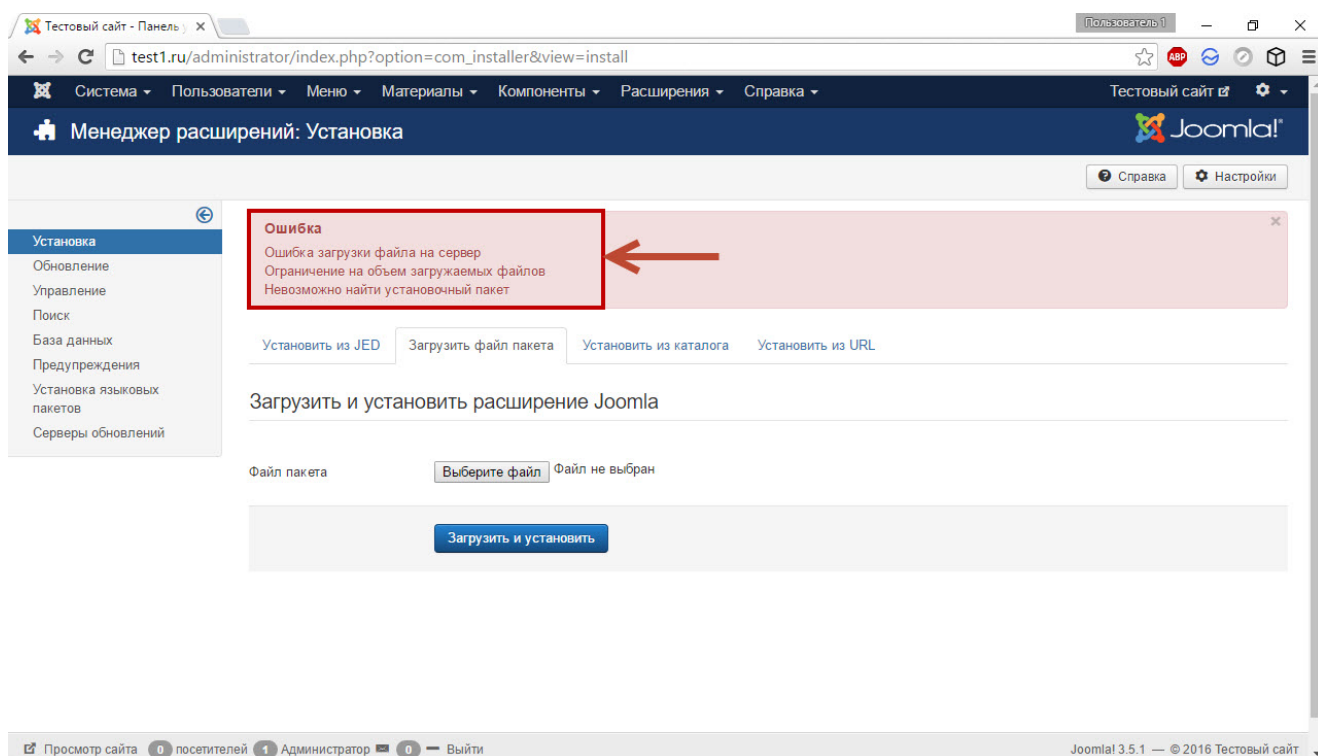 Тестовый сайт - Панель у
Пользователь 1
test1.ru/administrator/index.php?option=com_installer&view=install
ABP
Система Пользователи Меню Материалы Компоненты Расширения Справка Тестовый сайт
Менеджер расширений: Установка
Joomla!®
Справка Настройки
Установка
Обновление
Управление
Поиск
База данных
Предупреждения
Установка языковых
пакетов
Серверы обновлений
Ошибка
Ошибка загрузки файла на сервер
Ограничение на объем загружаемых файлов
Невозможно найти установочный пакет
Установить из JED Загрузить файл пакета Установить из каталога Установить из URL
Загрузить и установить расширение Joomla
Файл пакета Выберите файл Файл не выбран
Загрузить и установить
Просмотр сайта 0 посетителей 1 Администратор 0 Выйти
Joomla! 3.5.1 — © 2016 Тестовый сайт